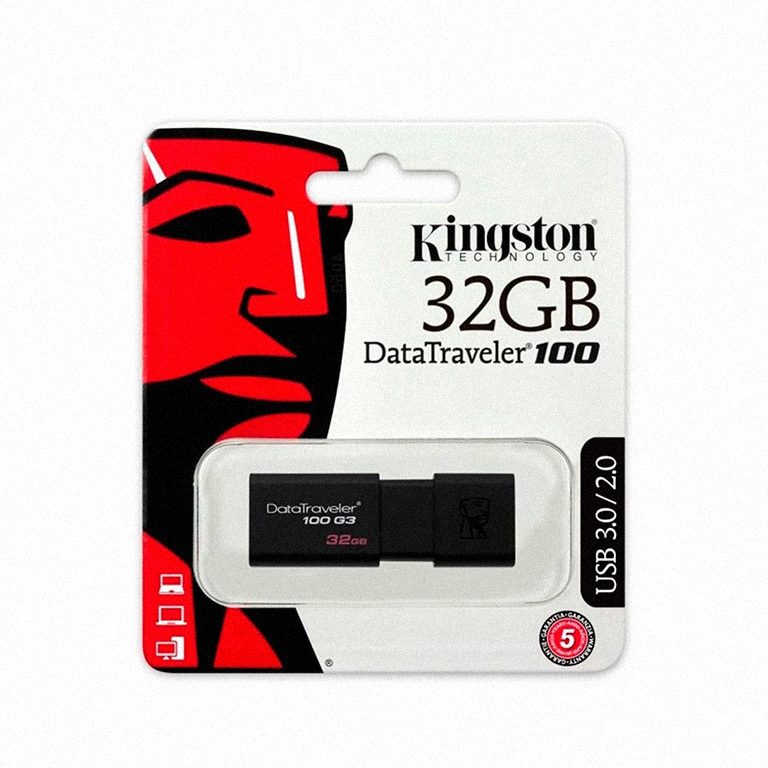 Kingston®
TECHNOLOGY
32GB
DataTraveler® 100
DataTraveler®
100 G3
32GB
USB 3.0 / 2.0
5
®